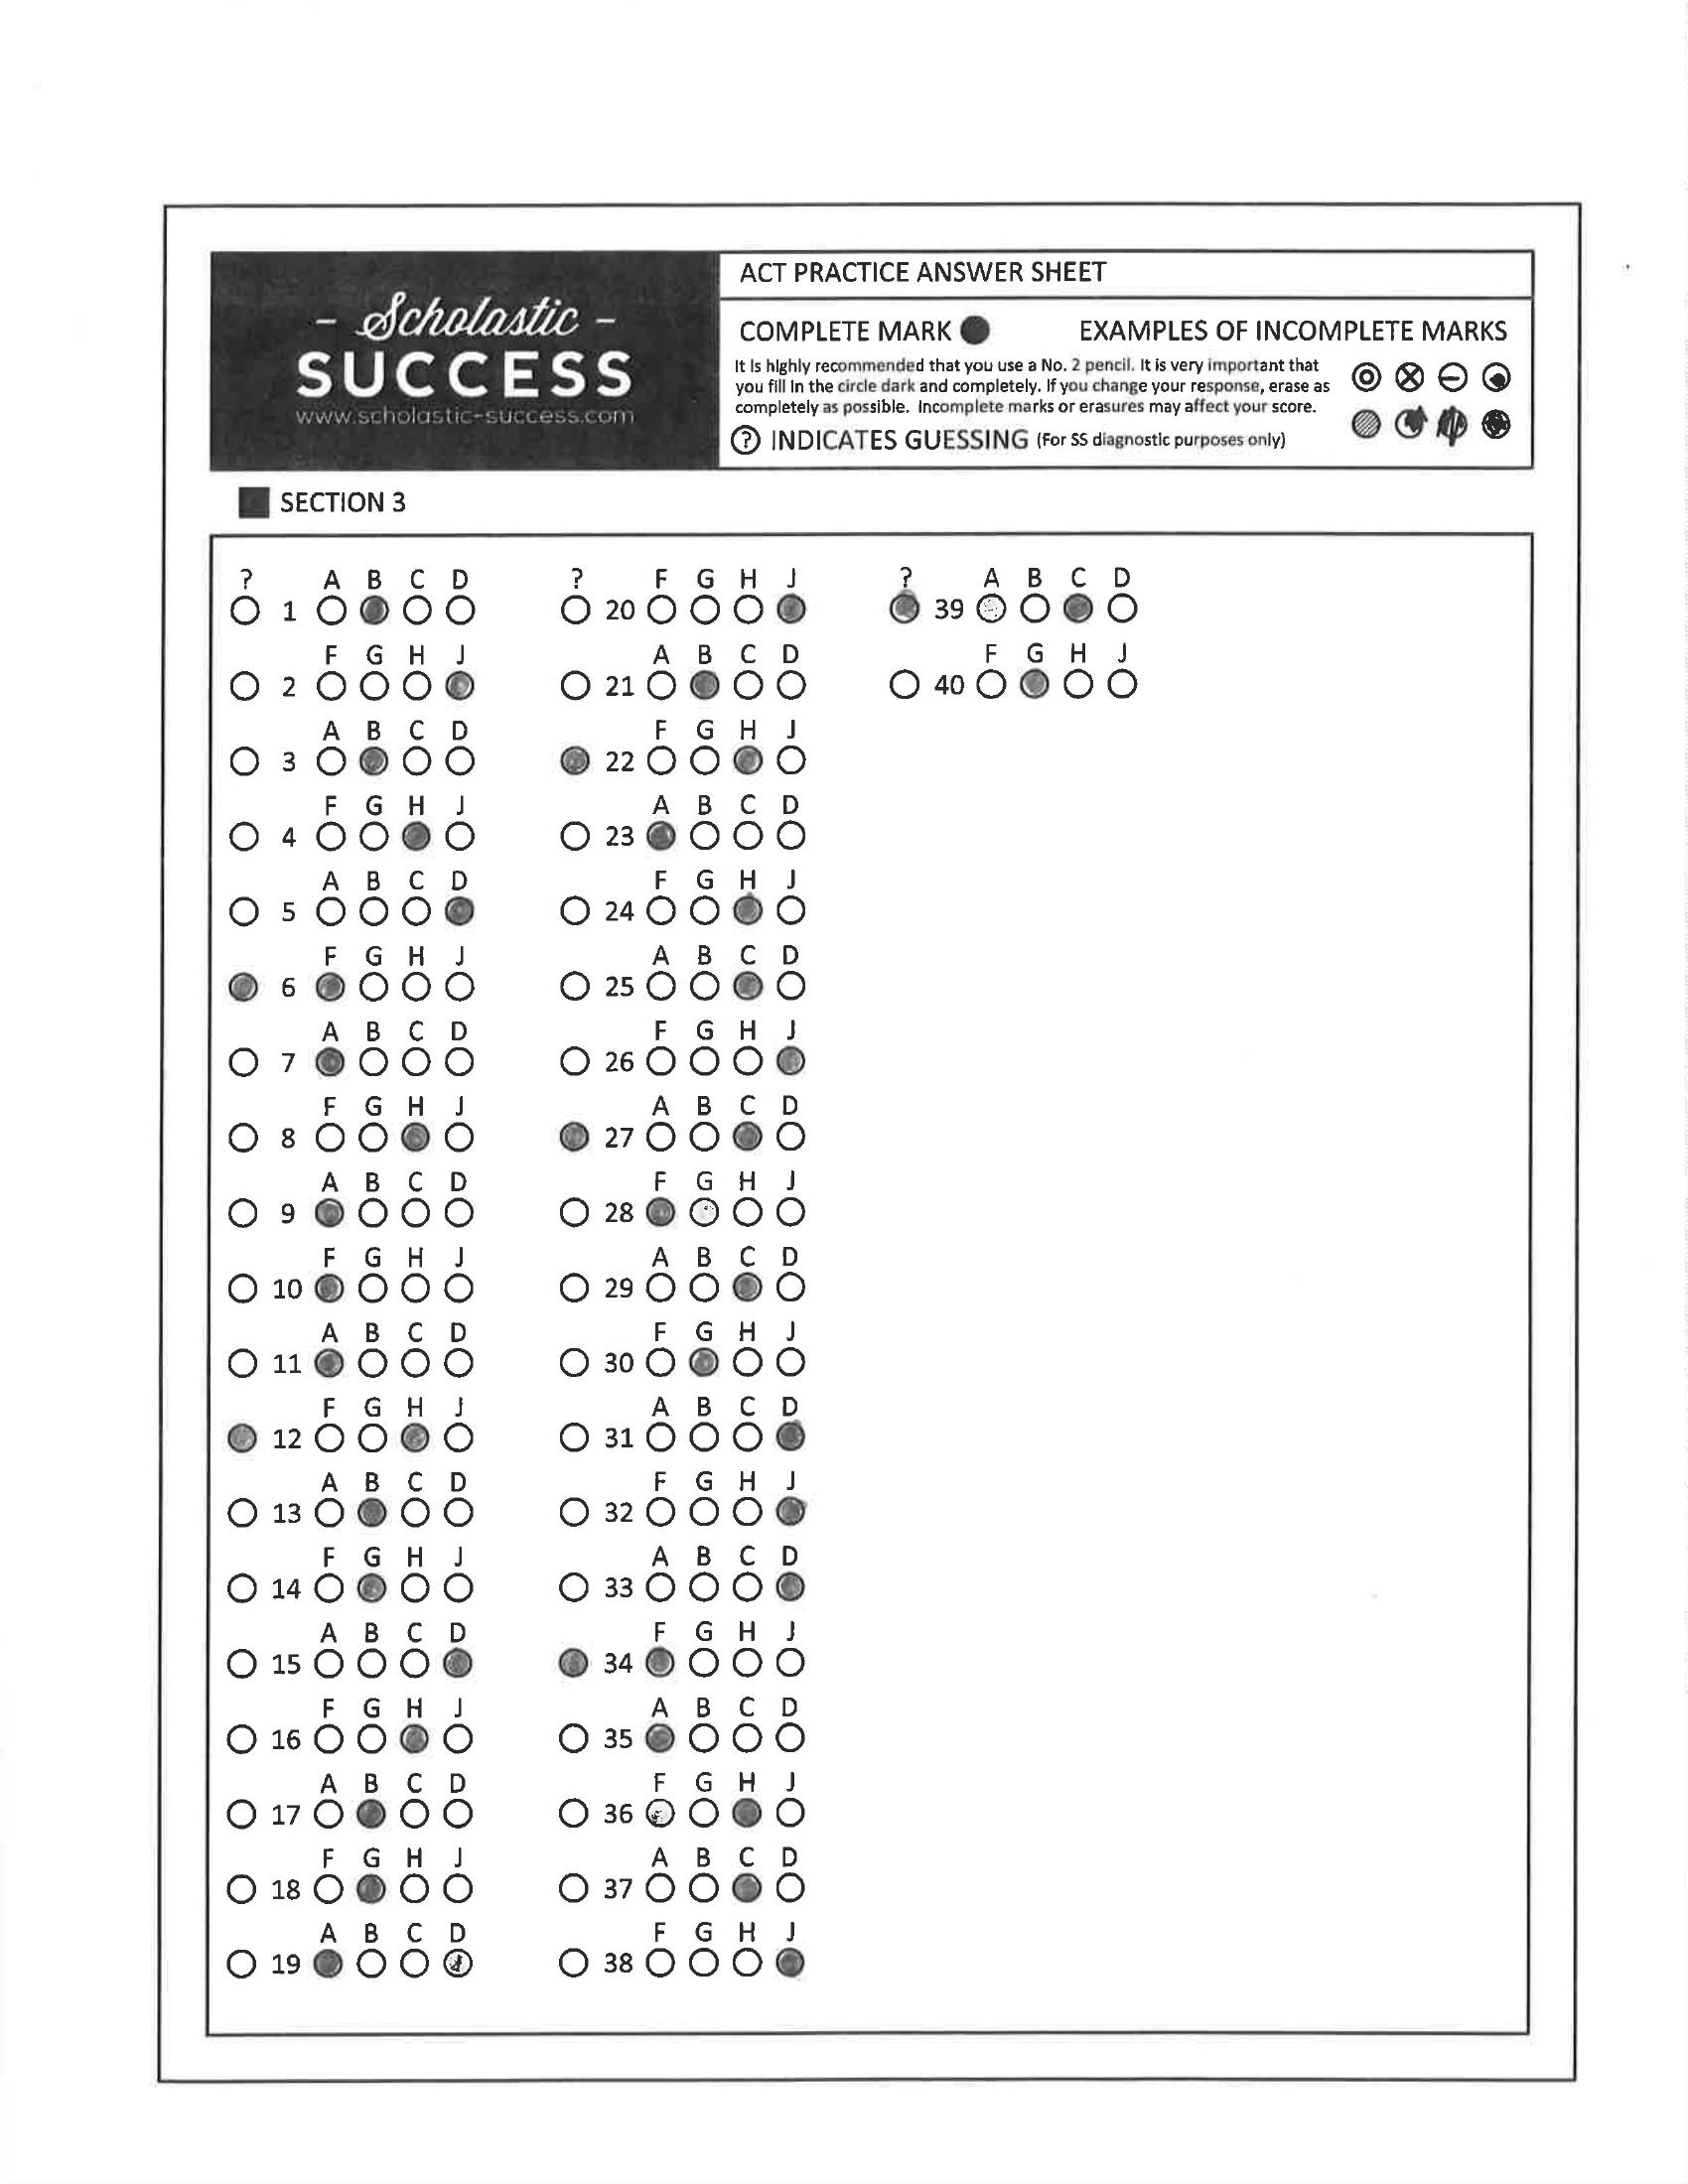 - Scholastic -
SUCCESS
www.scholastic-success.com
ACT PRACTICE ANSWER SHEET
COMPLETE MARK
EXAMPLES OF INCOMPLETE MARKS
It is highly recommended that you use a No. 2 pencil. It is very important that
you fill in the circle dark and completely. If you change your response, erase as
completely as possible. Incomplete marks or erasures may affect your score.
? INDICATES GUESSING (For SS diagnostic purposes only)
SECTION 3
? A B C D
1
F G H J
2
A B C D
3
F G H J
4
A B C D
5
F G H J
6
A B C D
7
F G H J
8
A B C D
9
F G H J
10
A B C D
11
F G H J
12
A B C D
13
F G H J
14
A B C D
15
F G H J
16
A B C D
17
F G H J
18
A B C D
19
? F G H J
20
A B C D
21
F G H J
22
A B C D
23
F G H J
24
A B C D
25
F G H J
26
A B C D
27
F G H J
28
A B C D
29
F G H J
30
A B C D
31
F G H J
32
A B C D
33
F G H J
34
A B C D
35
F G H J
36
A B C D
37
F G H J
38
? A B C D
39
F G H J
40